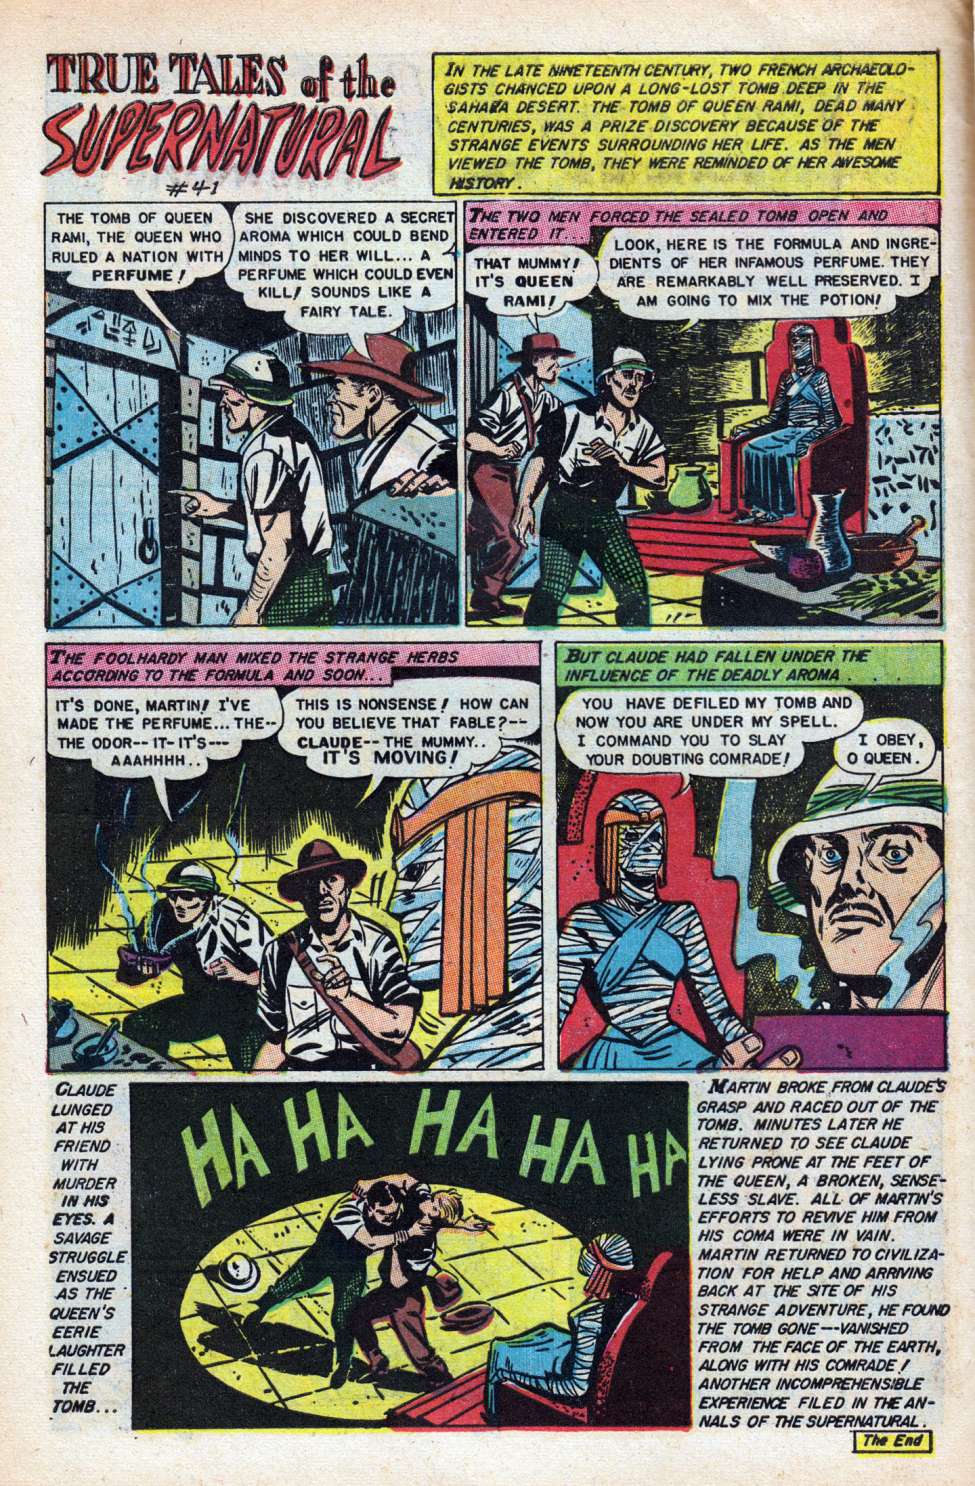 TRUE TALES of the
SUPERNATURAL
#41
IN THE LATE NINETEENTH CENTURY, TWO FRENCH ARCHAEOLO-
GISTS CHANCED UPON A LONG-LOST TOMB DEEP IN THE
SAHARA DESERT. THE TOMB OF QUEEN RAMI, DEAD MANY
CENTURIES, WAS A PRIZE DISCOVERY BECAUSE OF THE
STRANGE EVENTS SURROUNDING HER LIFE. AS THE MEN
VIEWED THE TOMB, THEY WERE REMINDED OF HER AWESOME
HISTORY.
THE TOMB OF QUEEN
RAMI, THE QUEEN WHO
RULED A NATION WITH
PERFUME!
SHE DISCOVERED A SECRET
AROMA WHICH COULD BEND
MINDS TO HER WILL... A
PERFUME WHICH COULD EVEN
KILL! SOUNDS LIKE A
FAIRY TALE.
THE TWO MEN FORCED THE SEALED TOMB OPEN AND
ENTERED IT.
THAT MUMMY!
IT'S QUEEN
RAMI!
LOOK, HERE IS THE FORMULA AND INGRE-
DIENTS OF HER INFAMOUS PERFUME. THEY
ARE REMARKABLY WELL PRESERVED. I
AM GOING TO MIX THE POTION!
THE FOOLHARDY MAN MIXED THE STRANGE HERBS
ACCORDING TO THE FORMULA AND SOON...
IT'S DONE, MARTIN! I'VE
MADE THE PERFUME... THE--
THE ODOR-- IT- IT'S---
AAAHHHH..
THIS IS NONSENSE! HOW CAN
YOU BELIEVE THAT FABLE?--
CLAUDE-- THE MUMMY..
IT'S MOVING!
BUT CLAUDE HAD FALLEN UNDER THE
INFLUENCE OF THE DEADLY AROMA....
YOU HAVE DEFILED MY TOMB AND
NOW YOU ARE UNDER MY SPELL.
I COMMAND YOU TO SLAY
YOUR DOUBTING COMRADE!
I OBEY,
O QUEEN.
CLAUDE
LUNGED
AT HIS
FRIEND
WITH
MURDER
IN HIS
EYES. A
SAVAGE
STRUGGLE
ENSUED
AS THE
QUEEN'S
EERIE
LAUGHTER
FILLED
THE
TOMB...
HA HA HA HA HA
MARTIN BROKE FROM CLAUDE'S
GRASP AND RACED OUT OF THE
TOMB. MINUTES LATER HE
RETURNED TO SEE CLAUDE
LYING PRONE AT THE FEET OF
THE QUEEN, A BROKEN, SENSE-
LESS SLAVE. ALL OF MARTIN'S
EFFORTS TO REVIVE HIM FROM
HIS COMA WERE IN VAIN.
MARTIN RETURNED TO CIVILIZA-
TION FOR HELP AND ARRIVING
BACK AT THE SITE OF HIS
STRANGE ADVENTURE, HE FOUND
THE TOMB GONE---VANISHED
FROM THE FACE OF THE EARTH,
ALONG WITH HIS COMRADE!
ANOTHER INCOMPREHENSIBLE
EXPERIENCE FILED IN THE AN-
NALS OF THE SUPERNATURAL.
The End